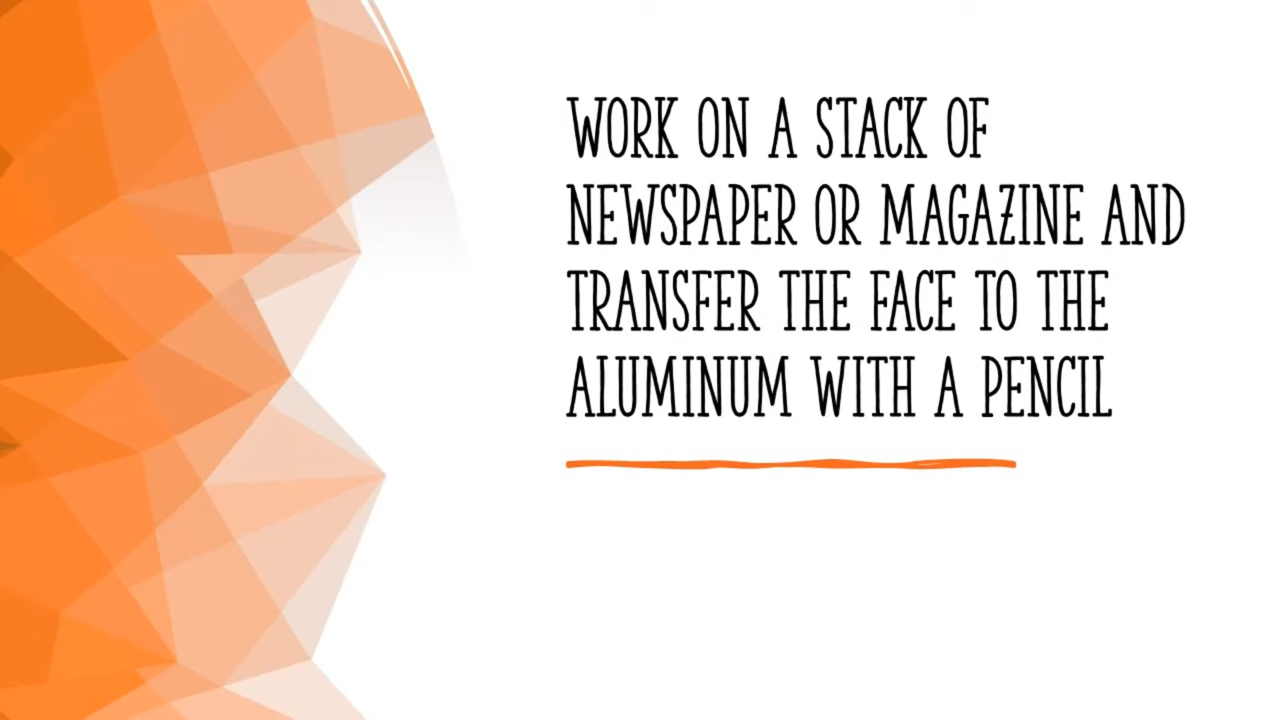 WORK ON A STACK OF
NEWSPAPER OR MAGAZINE AND
TRANSFER THE FACE TO THE
ALUMINUM WITH A PENCIL